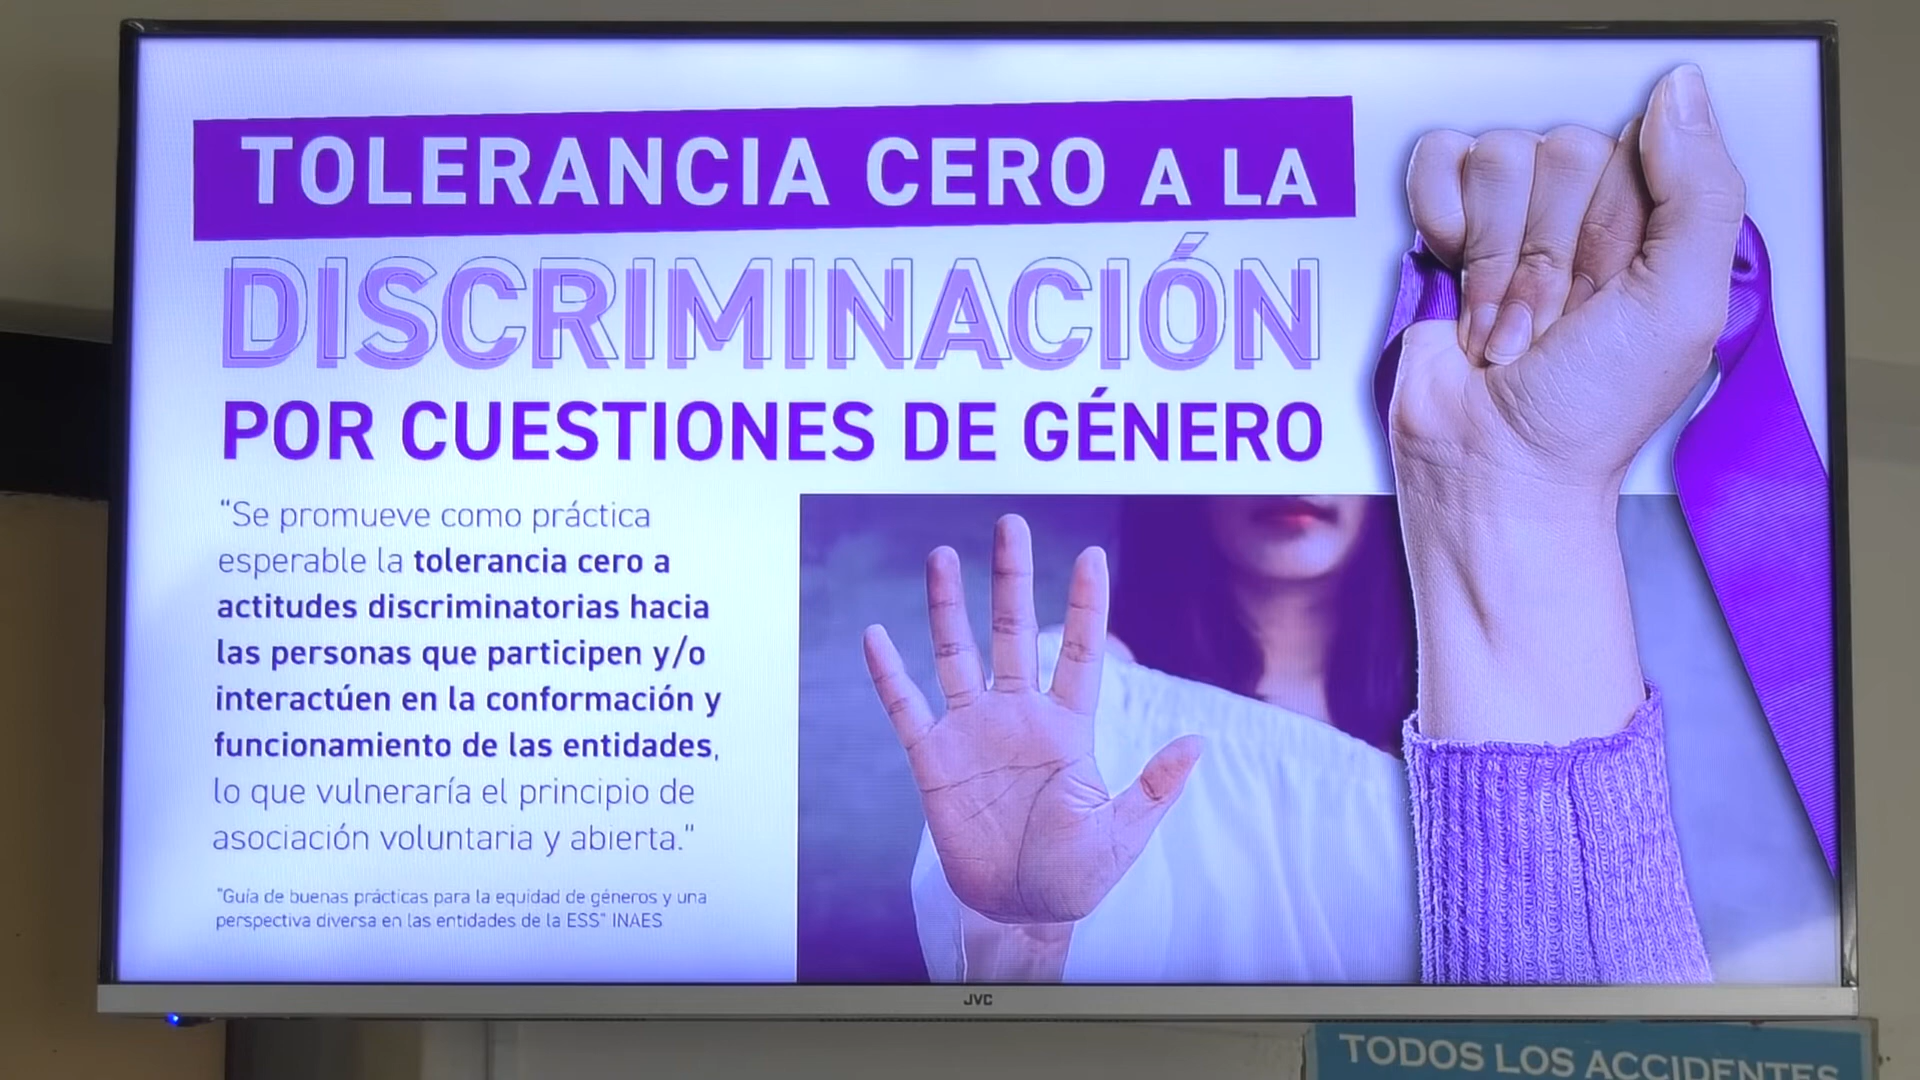 TOLERANCIA CERO A LA
DISCRIMINACIÓN
POR CUESTIONES DE GÉNERO
“Se promueve como práctica
esperable la tolerancia cero a
actitudes discriminatorias hacia
las personas que participen y/o
interactúen en la conformación y
funcionamiento de las entidades,
lo que vulneraría el principio de
asociación voluntaria y abierta."
"Guía de buenas prácticas para la equidad de géneros y una
perspectiva diversa en las entidades de la ESS" INAES
JVC
TODOS LOS ACCIDENTES